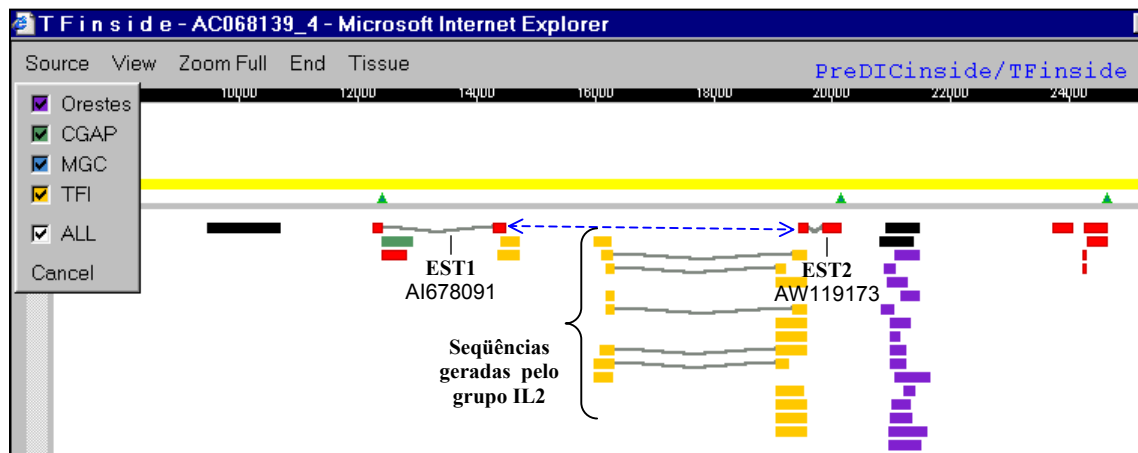 TFinside - AC068139_4 - Microsoft Internet Explorer
Source View Zoom Full End Tissue
PreDICinside/TFinside
10000 12000 14000 16000 18000 20000 22000 24000
Orestes
CGAP
MGC
TFI
ALL
Cancel
EST1
AI678091
EST2
AW119173
Seqüências
geradas pelo
grupo IL2